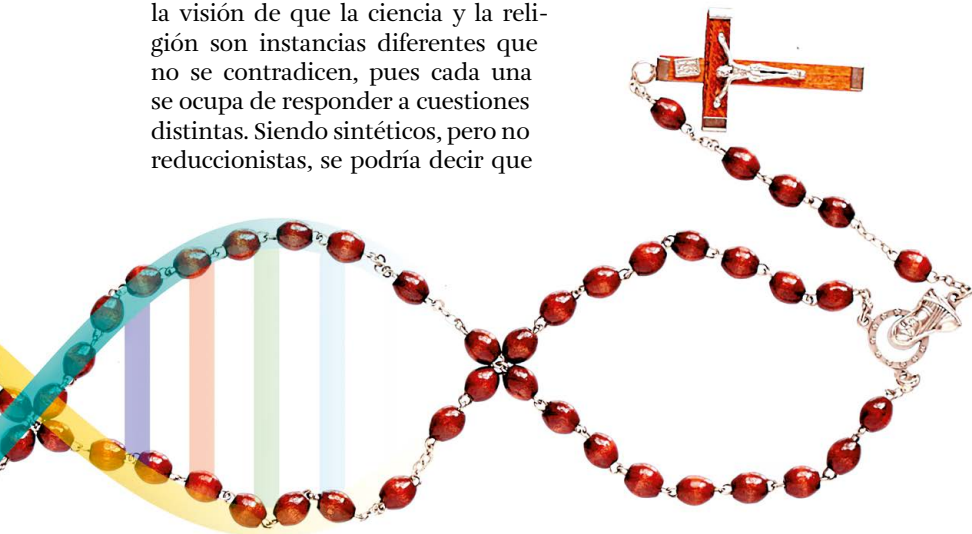 la visión de que la ciencia y la reli-
gión son instancias diferentes que
no se contradicen, pues cada una
se ocupa de responder a cuestiones
distintas. Siendo sintéticos, pero no
reduccionistas, se podría decir que